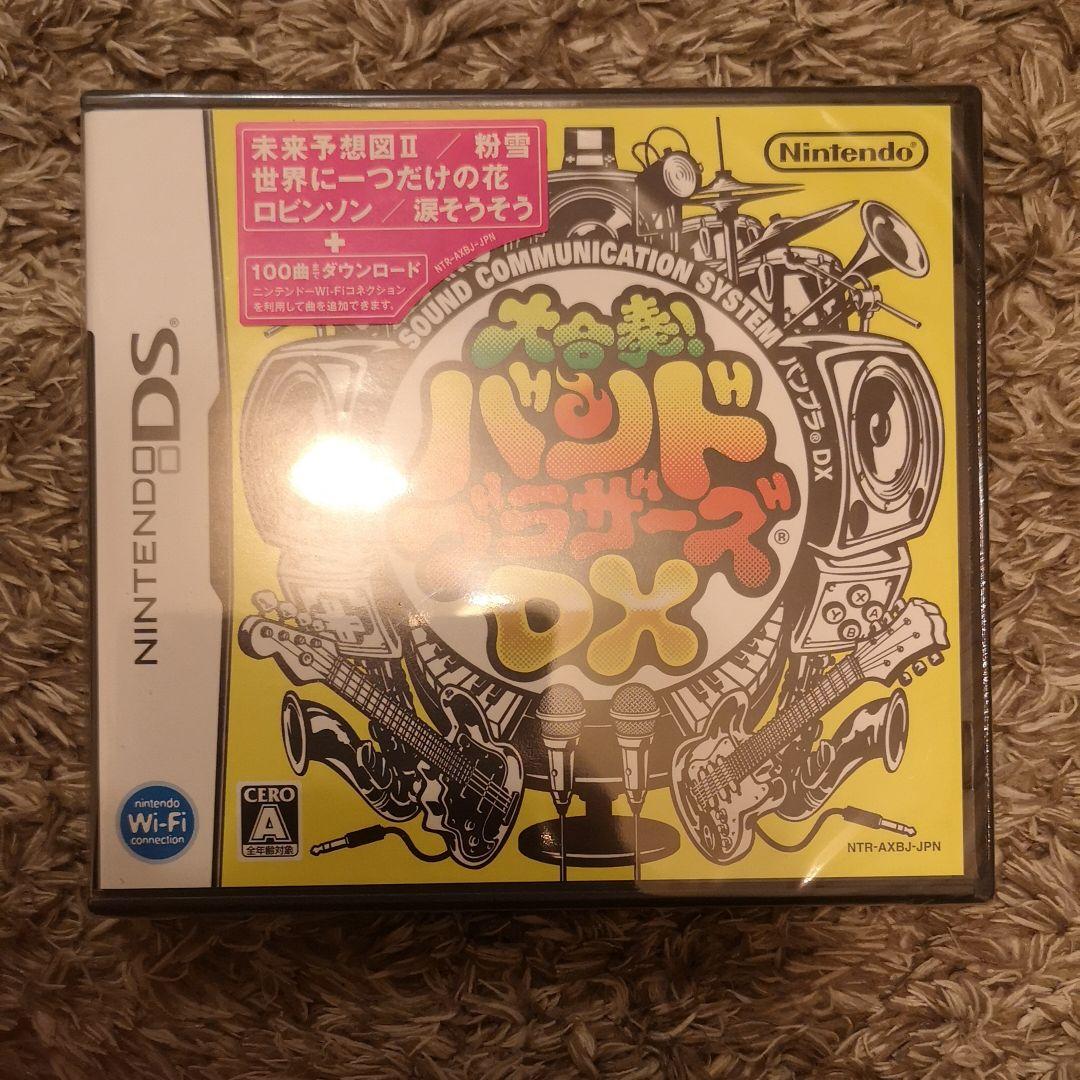 未来予想図Ⅱ / 粉雪
世界に一つだけの花
ロビンソン / 涙そうそう
+
100曲までダウンロード
ニンテンドーWi-Fiコネクション
を利用して曲を追加できます。
NTR-AXBJ-JPN
Nintendo®
SOUND COMMUNICATION SYSTEM バンブラ® DX
大合奏!
バンド
ブラザーズ®
DX
NINTENDO DS®
Y X B A
nintendo
Wi-Fi
connection
CERO
A
全年齢対象
NTR-AXBJ-JPN